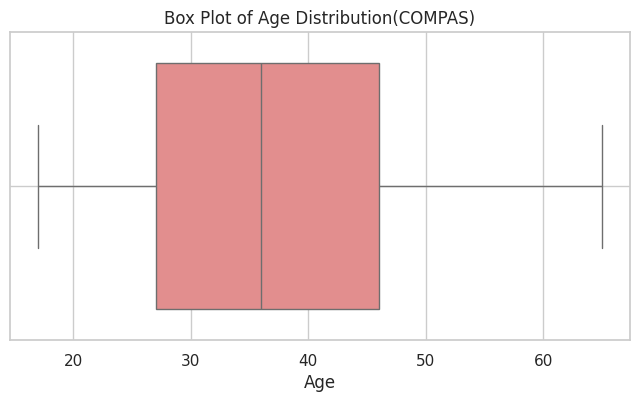 Box Plot of Age Distribution(COMPAS)
20 30 40 50 60
Age